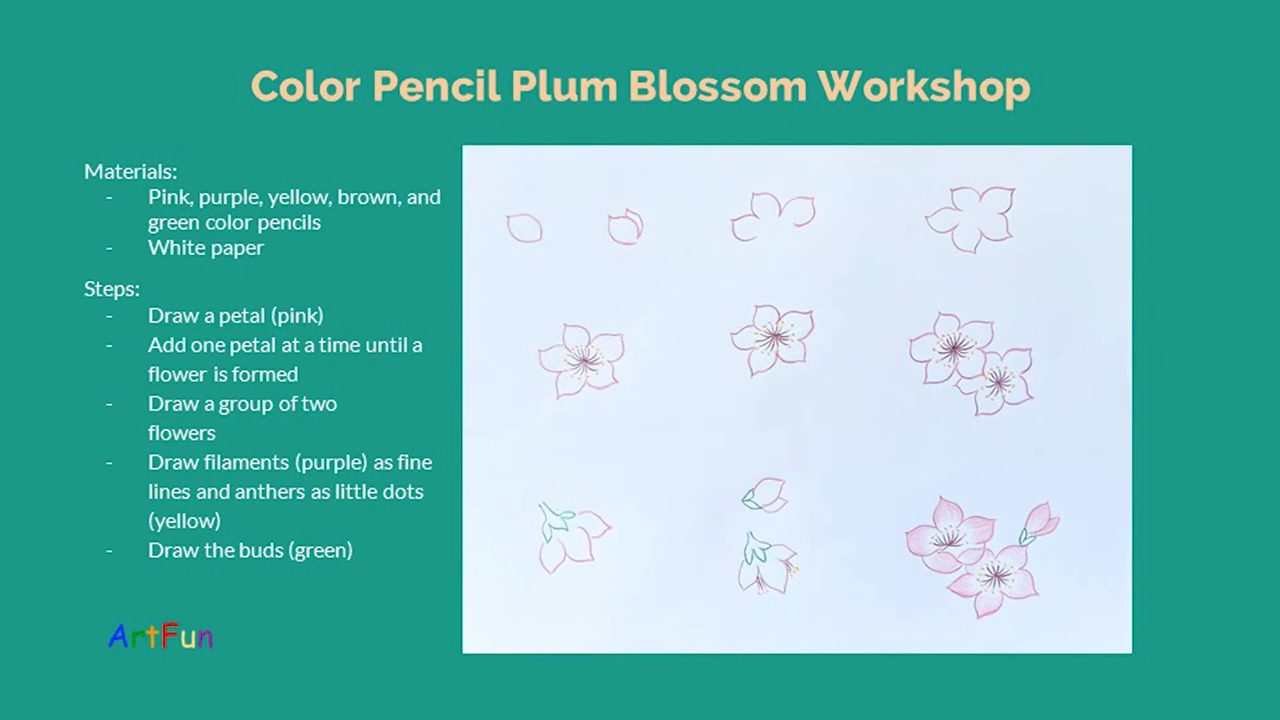 Color Pencil Plum Blossom Workshop
Materials:
- Pink, purple, yellow, brown, and
green color pencils
- White paper
Steps:
- Draw a petal (pink)
- Add one petal at a time until a
flower is formed
- Draw a group of two
flowers
- Draw filaments (purple) as fine
lines and anthers as little dots
(yellow)
- Draw the buds (green)
ArtFun